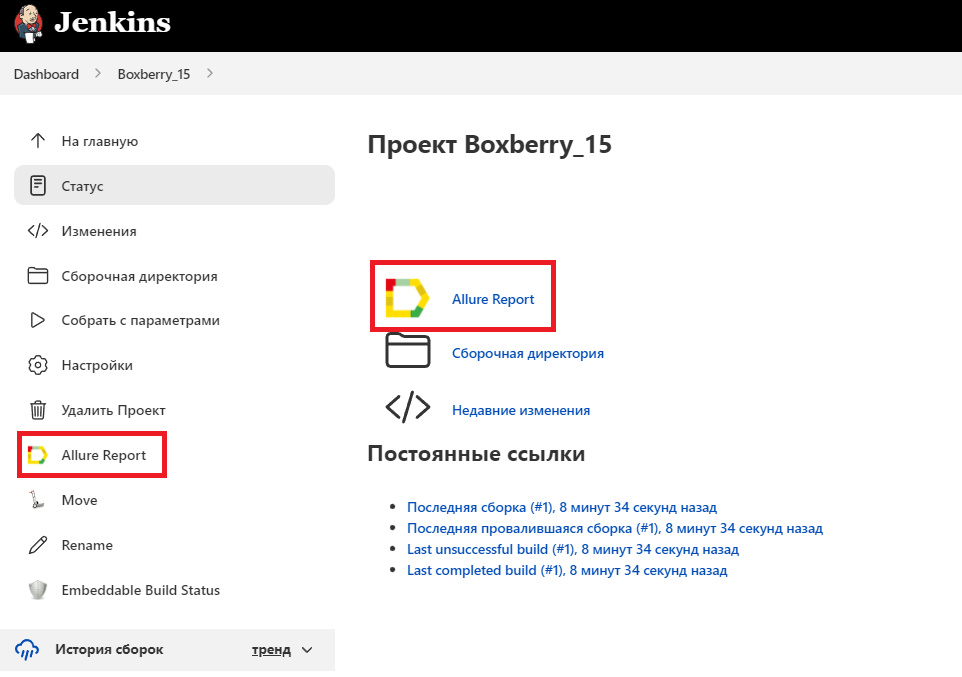 Jenkins
Dashboard
Boxberry_15
На главную
Статус
Изменения
Сборочная директория
Собрать с параметрами
Настройки
Удалить Проект
Allure Report
Move
Rename
Embeddable Build Status
История сборок
тренд
Проект Boxberry_15
Allure Report
Сборочная директория
Недавние изменения
Постоянные ссылки
Последняя сборка (#1), 8 минут 34 секунд назад
Последняя провалившаяся сборка (#1), 8 минут 34 секунд назад
Last unsuccessful build (#1), 8 минут 34 секунд назад
Last completed build (#1), 8 минут 34 секунд назад